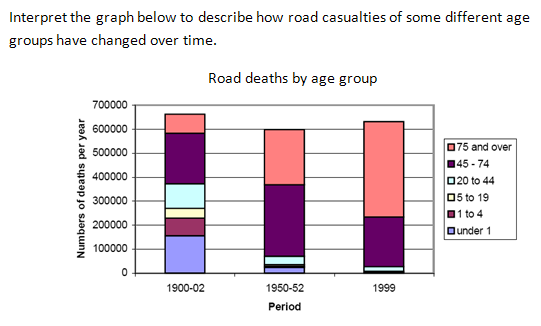 Interpret the graph below to describe how road casualties of some different age
groups have changed over time.
Road deaths by age group
Numbers of deaths per year
700000
600000
500000
400000
300000
200000
100000
0
1900-02
1950-52
1999
Period
75 and over
45 - 74
20 to 44
5 to 19
1 to 4
under 1